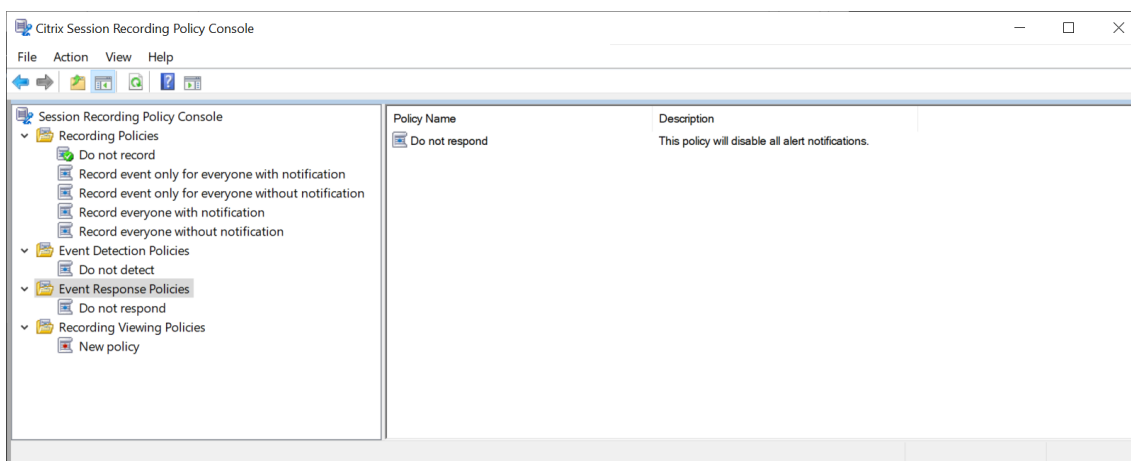 Citrix Session Recording Policy Console
File Action View Help
Session Recording Policy Console
Recording Policies
Do not record
Record event only for everyone with notification
Record event only for everyone without notification
Record everyone with notification
Record everyone without notification
Event Detection Policies
Do not detect
Event Response Policies
Do not respond
Recording Viewing Policies
New policy
Policy Name Description
Do not respond This policy will disable all alert notifications.